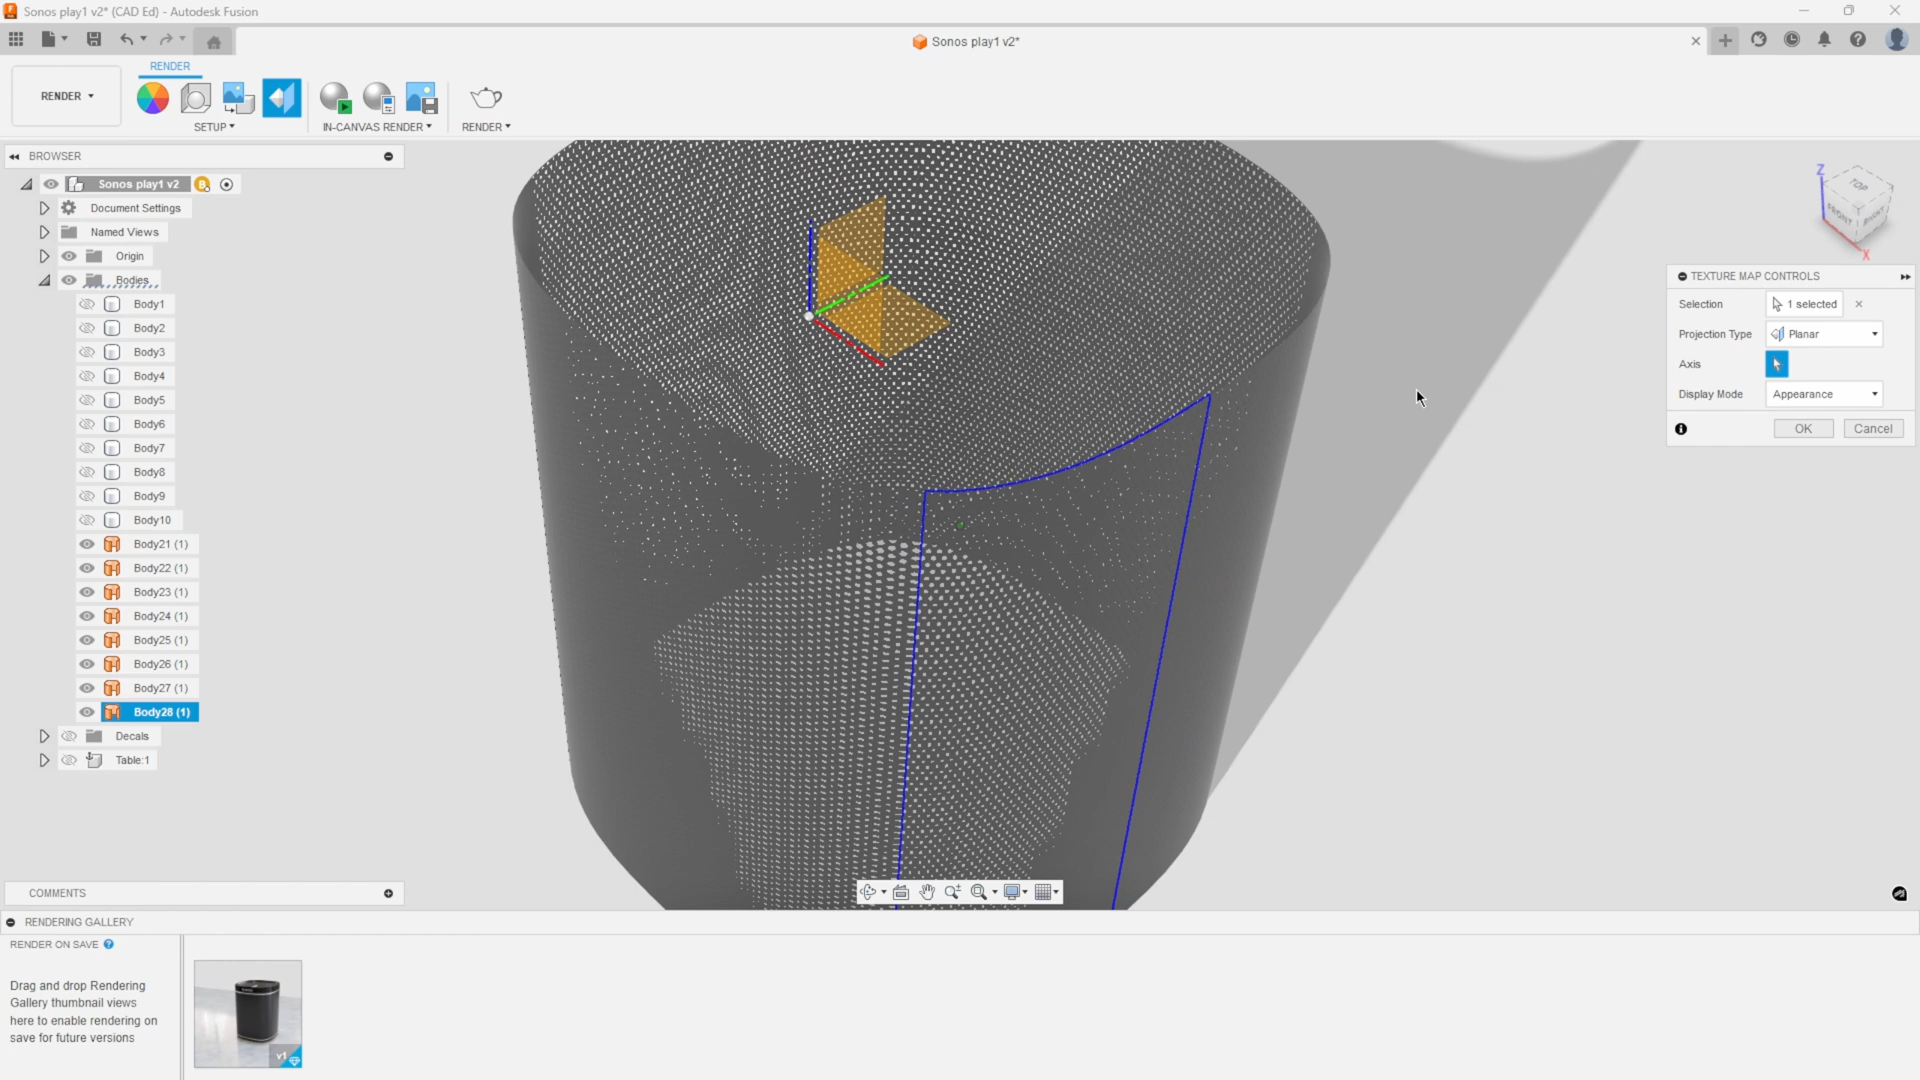 Sonos play1 v2* (CAD Ed) - Autodesk Fusion
Sonos play1 v2*
RENDER
RENDER
SETUP
IN-CANVAS RENDER
RENDER
BROWSER
Sonos play1 v2
Document Settings
Named Views
Origin
Bodies
Body1
Body2
Body3
Body4
Body5
Body6
Body7
Body8
Body9
Body10
Body21 (1)
Body22 (1)
Body23 (1)
Body24 (1)
Body25 (1)
Body26 (1)
Body27 (1)
Body28 (1)
Decals
Table:1
Z
TOP
FRONT
RIGHT
X
TEXTURE MAP CONTROLS
Selection
1 selected
Projection Type
Planar
Axis
Display Mode
Appearance
OK
Cancel
COMMENTS
RENDERING GALLERY
RENDER ON SAVE
Drag and drop Rendering
Gallery thumbnail views
here to enable rendering on
save for future versions
v1